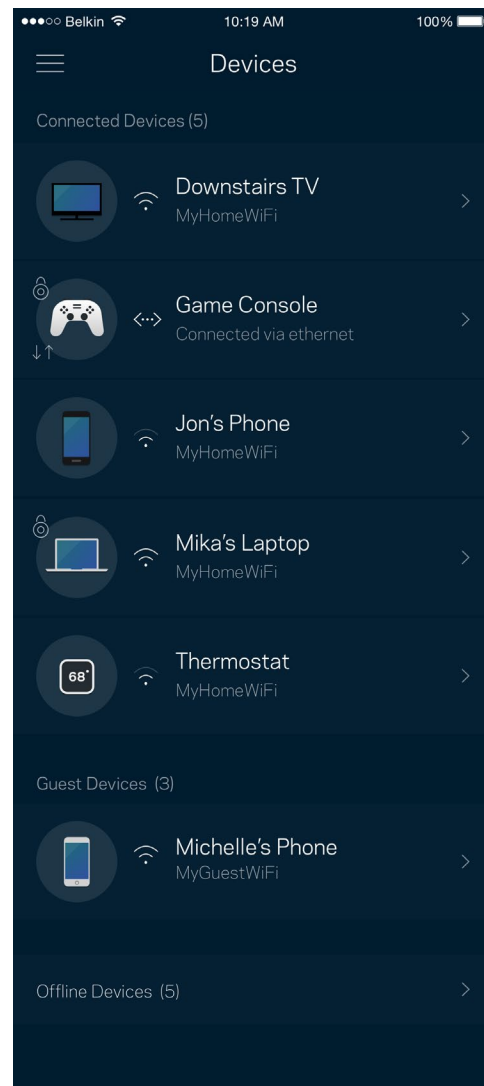 Belkin 10:19 AM 100%
Devices
Connected Devices (5)
Downstairs TV
MyHomeWiFi
Game Console
Connected via ethernet
Jon's Phone
MyHomeWiFi
Mika's Laptop
MyHomeWiFi
68°
Thermostat
MyHomeWiFi
Guest Devices (3)
Michelle's Phone
MyGuestWiFi
Offline Devices (5)